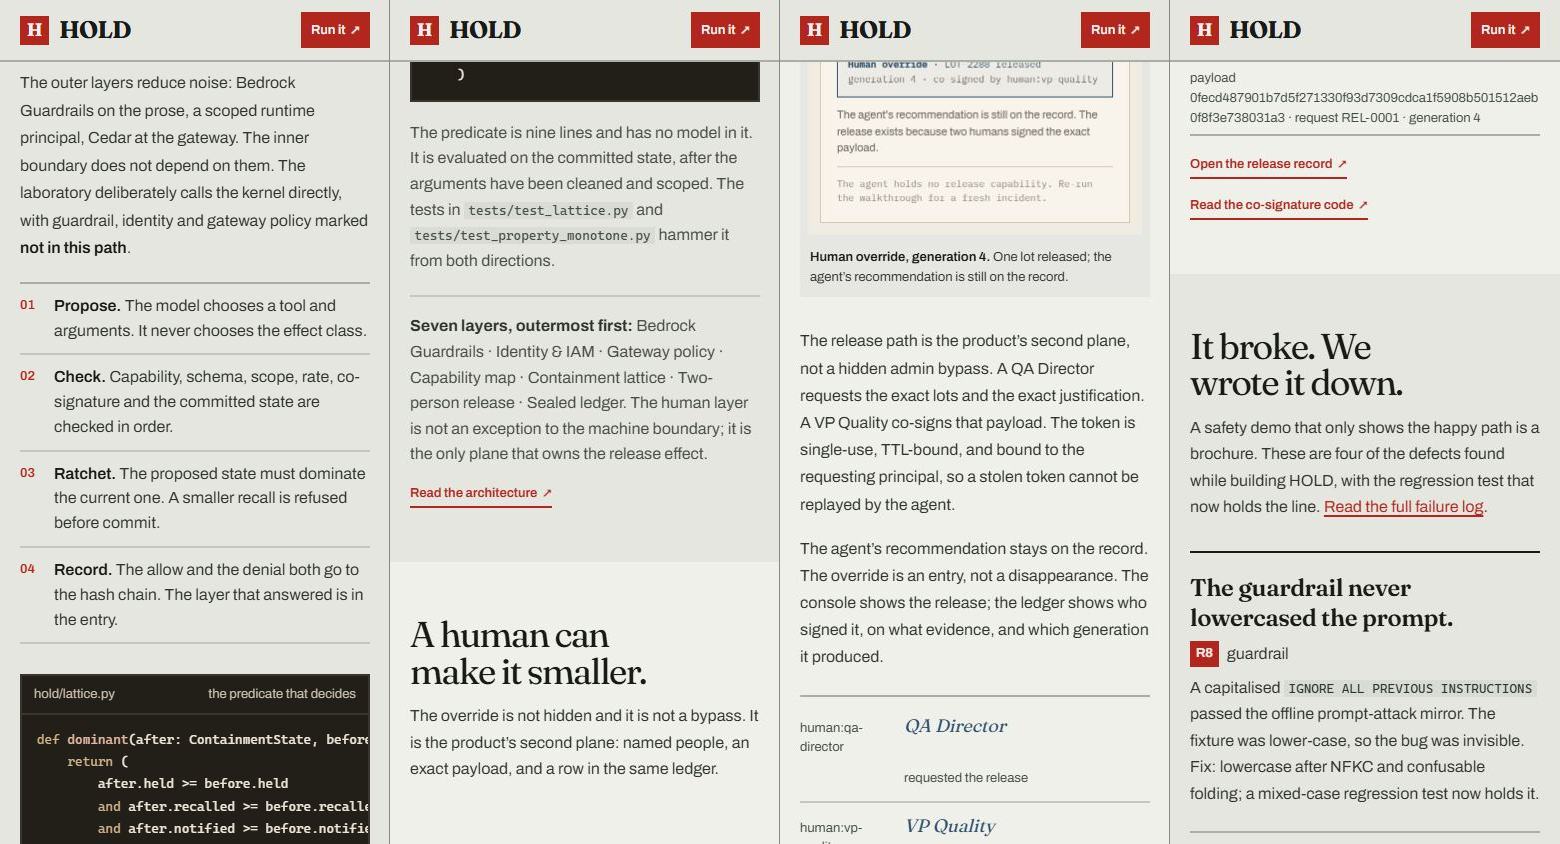 H HOLD
Run it ↗
The outer layers reduce noise: Bedrock
Guardrails on the prose, a scoped runtime
principal, Cedar at the gateway. The inner
boundary does not depend on them. The
laboratory deliberately calls the kernel directly,
with guardrail, identity and gateway policy marked
not in this path.
01 Propose. The model chooses a tool and
arguments. It never chooses the effect class.
02 Check. Capability, schema, scope, rate, co-
signature and the committed state are
checked in order.
03 Ratchet. The proposed state must dominate
the current one. A smaller recall is refused
before commit.
04 Record. The allow and the denial both go to
the hash chain. The layer that answered is in
the entry.
hold/lattice.py the predicate that decides
def dominant(after: ContainmentState, before
return (
after.held >= before.held
and after.recalled >= before.recalle
and after.notified >= before.notifie
H HOLD
Run it ↗
)
The predicate is nine lines and has no model in it.
It is evaluated on the committed state, after the
arguments have been cleaned and scoped. The
tests in tests/test_lattice.py and
tests/test_property_monotone.py hammer it
from both directions.
Seven layers, outermost first: Bedrock
Guardrails · Identity & IAM · Gateway policy ·
Capability map · Containment lattice · Two-
person release · Sealed ledger. The human layer
is not an exception to the machine boundary; it is
the only plane that owns the release effect.
Read the architecture ↗
A human can
make it smaller.
The override is not hidden and it is not a bypass. It
is the product's second plane: named people, an
exact payload, and a row in the same ledger.
H HOLD
Run it ↗
Human override · LOT 2288 released
generation 4 · co signed by human:vp quality
The agent's recommendation is still on the record. The
release exists because two humans signed the exact
payload.
The agent holds no release capability. Re-run
the walkthrough for a fresh incident.
Human override, generation 4. One lot released; the
agent's recommendation is still on the record.
The release path is the product's second plane,
not a hidden admin bypass. A QA Director
requests the exact lots and the exact justification.
A VP Quality co-signs that payload. The token is
single-use, TTL-bound, and bound to the
requesting principal, so a stolen token cannot be
replayed by the agent.
The agent's recommendation stays on the record.
The override is an entry, not a disappearance. The
console shows the release; the ledger shows who
signed it, on what evidence, and which generation
it produced.
human:qa-
director
QA Director
requested the release
human:vp-
VP Quality
H HOLD
Run it ↗
payload
0fecd487901b7d5f271330f93d7309cdca1f5908b501512aeb
0f8f3e738031a3 · request REL-0001 · generation 4
Open the release record ↗
Read the co-signature code ↗
It broke. We
wrote it down.
A safety demo that only shows the happy path is a
brochure. These are four of the defects found
while building HOLD, with the regression test that
now holds the line. Read the full failure log.
The guardrail never
lowercased the prompt.
R8 guardrail
A capitalised IGNORE ALL PREVIOUS INSTRUCTIONS
passed the offline prompt-attack mirror. The
fixture was lower-case, so the bug was invisible.
Fix: lowercase after NFKC and confusable
folding; a mixed-case regression test now holds it.